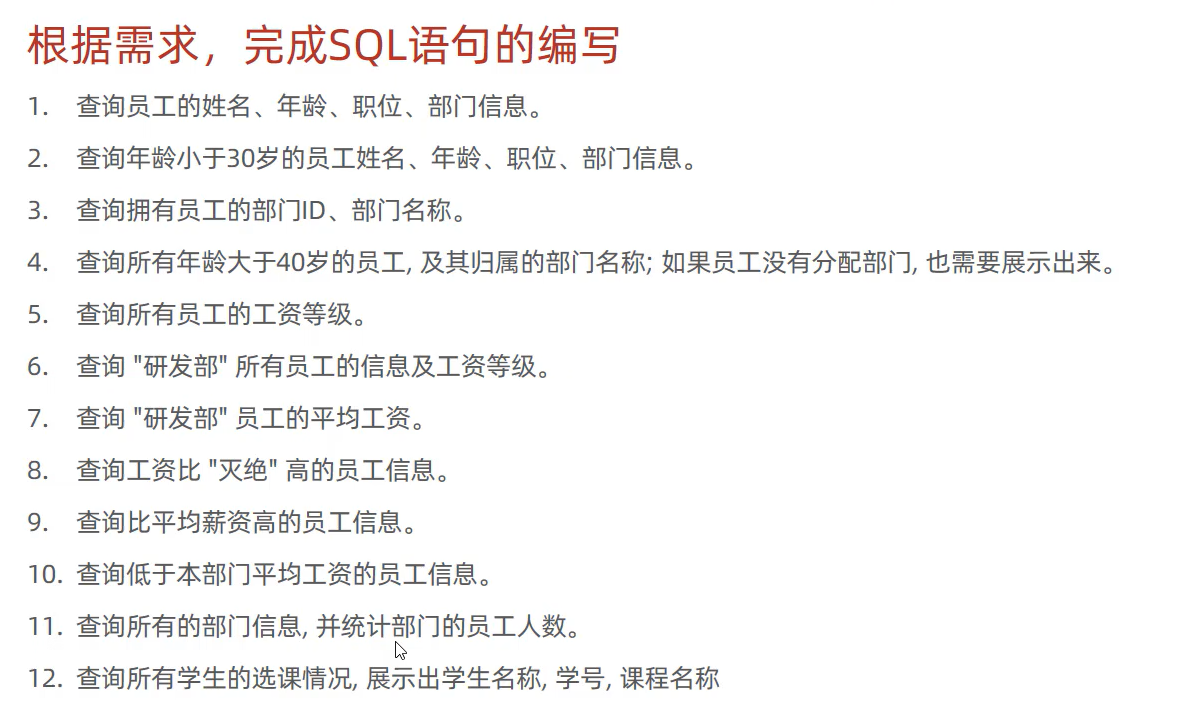 根据需求，完成SQL语句的编写
1. 查询员工的姓名、年龄、职位、部门信息。
2. 查询年龄小于30岁的员工姓名、年龄、职位、部门信息。
3. 查询拥有员工的部门ID、部门名称。
4. 查询所有年龄大于40岁的员工, 及其归属的部门名称; 如果员工没有分配部门, 也需要展示出来。
5. 查询所有员工的工资等级。
6. 查询 "研发部" 所有员工的信息及工资等级。
7. 查询 "研发部" 员工的平均工资。
8. 查询工资比 "灭绝" 高的员工信息。
9. 查询比平均薪资高的员工信息。
10. 查询低于本部门平均工资的员工信息。
11. 查询所有的部门信息, 并统计部门的员工人数。
12. 查询所有学生的选课情况, 展示出学生名称, 学号, 课程名称